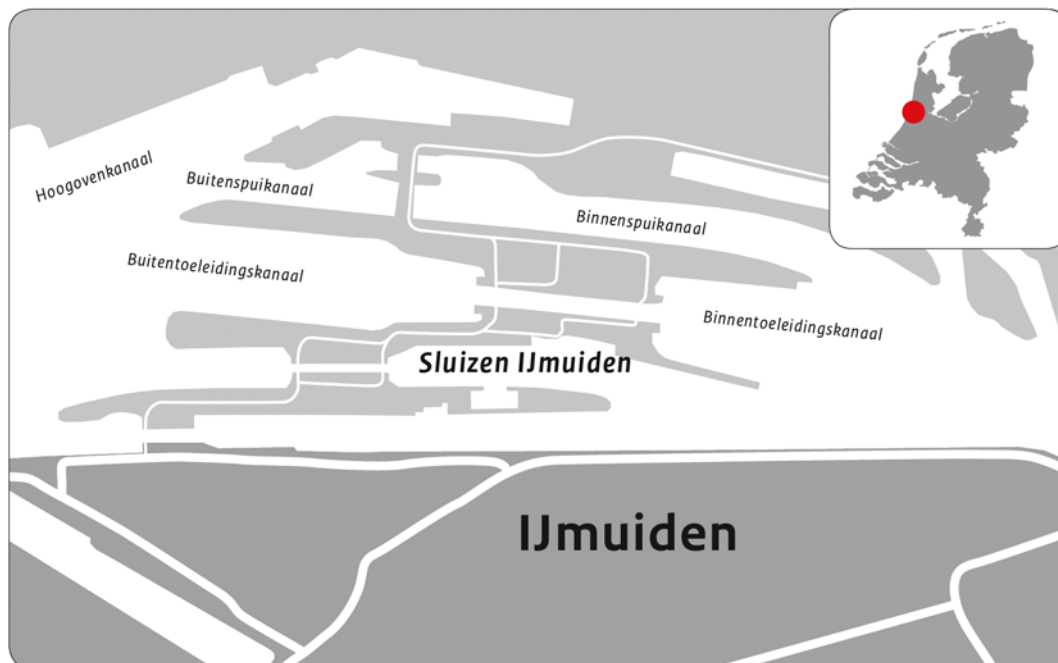 Hoogovenkanaal
Buitenspuikanaal
Binnenspuikanaal
Buitentoeleidingskanaal
Binnentoeleidingskanaal
Sluizen IJmuiden
IJmuiden